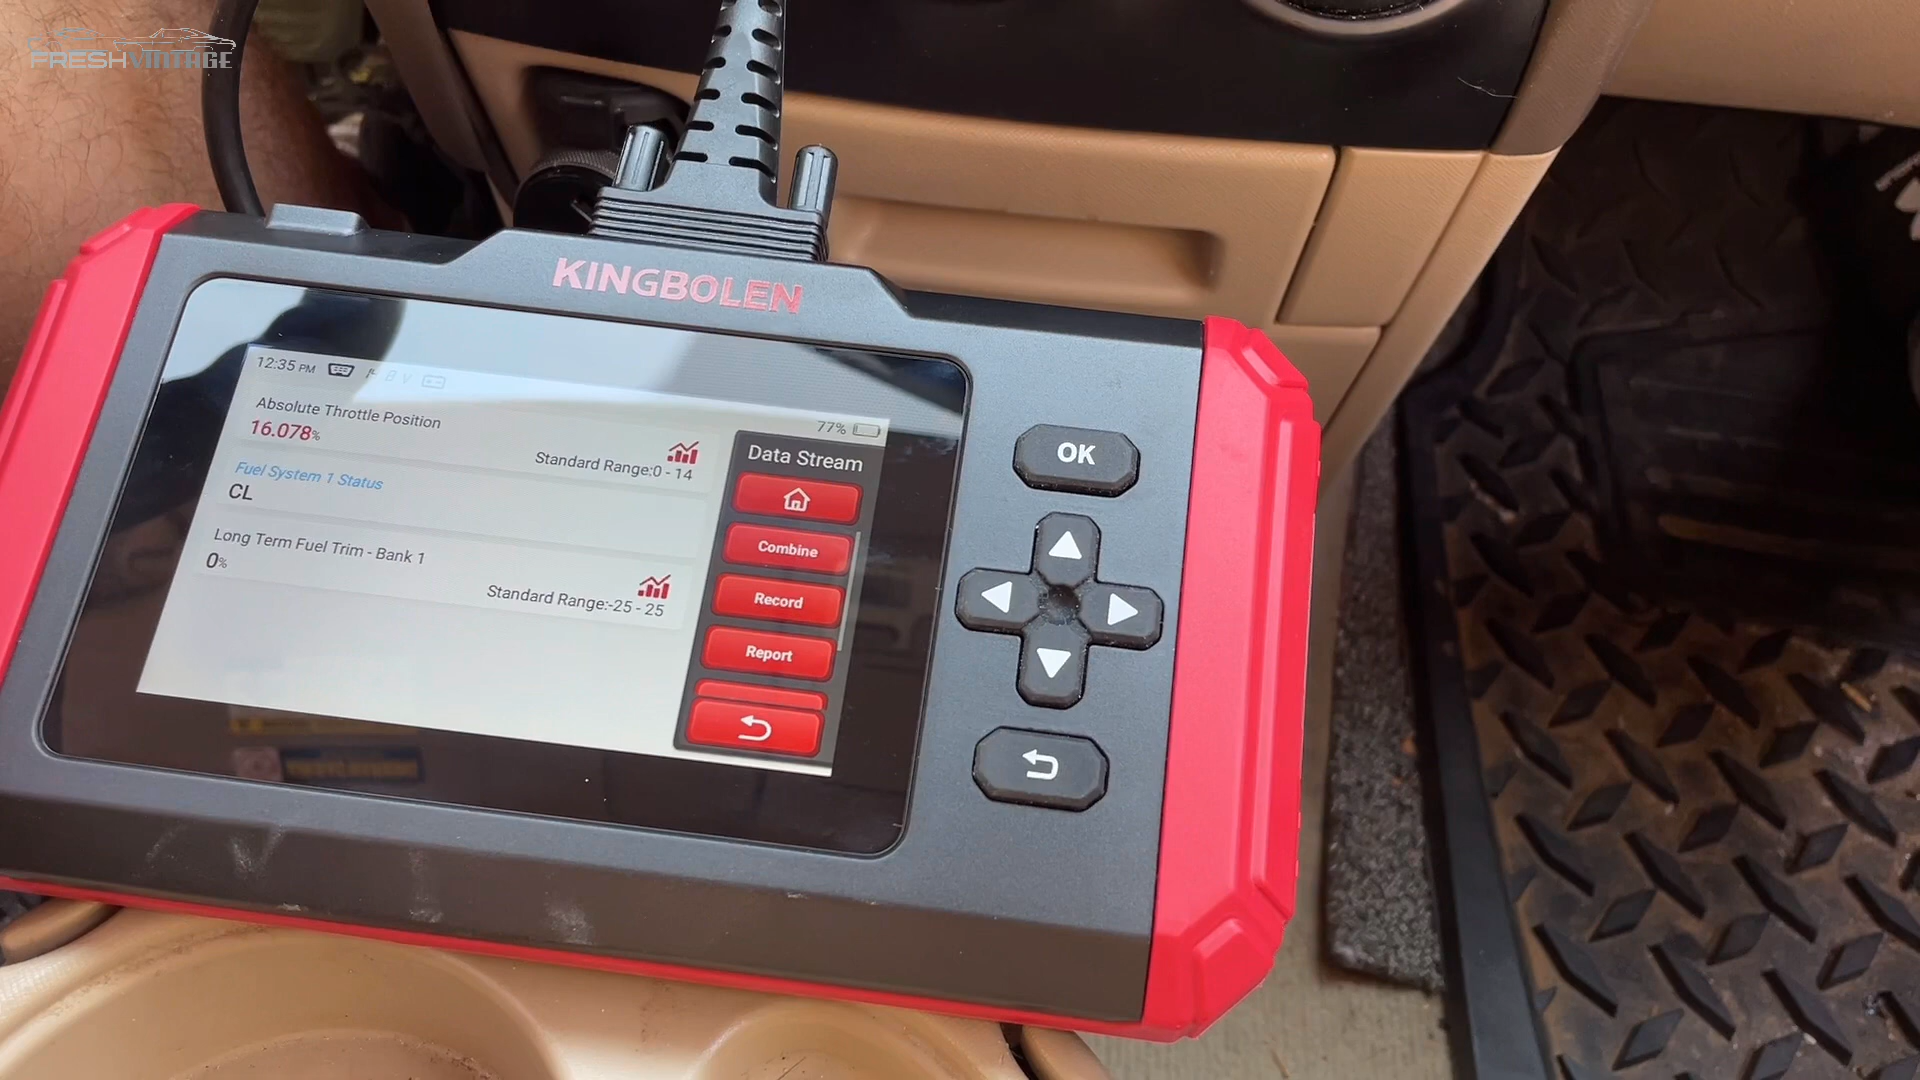 FRESHVINTAGE
KINGBOLEN
12:35 PM
77%
Absolute Throttle Position
16.078%
Standard Range:0 - 14
Fuel System 1 Status
CL
Long Term Fuel Trim - Bank 1
0%
Standard Range:-25 - 25
Data Stream
Combine
Record
Report
OK